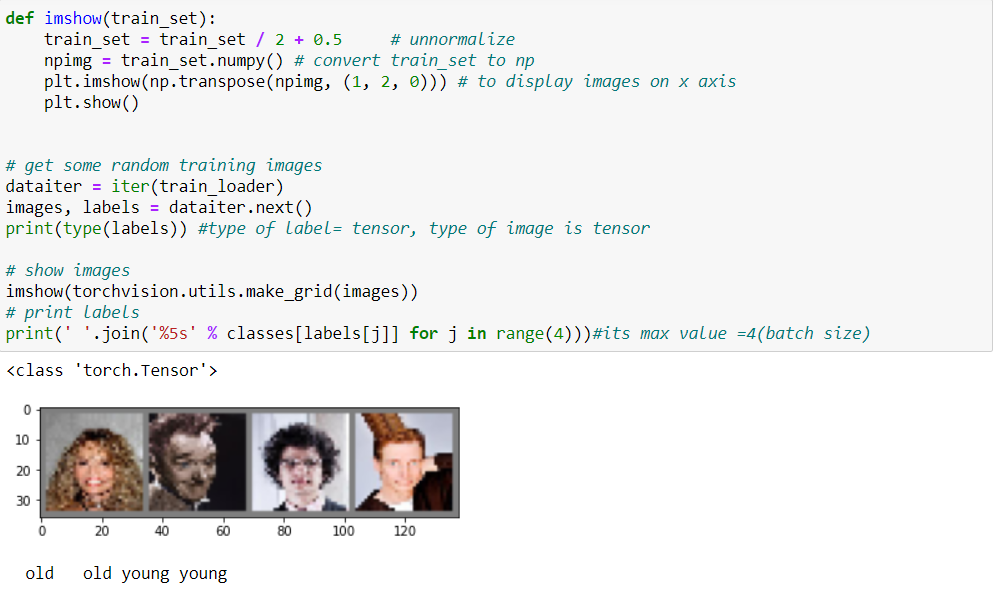 def imshow(train_set):
    train_set = train_set / 2 + 0.5     # unnormalize
    npimg = train_set.numpy() # convert train_set to np
    plt.imshow(np.transpose(npimg, (1, 2, 0))) # to display images on x axis
    plt.show()
# get some random training images
dataiter = iter(train_loader)
images, labels = dataiter.next()
print(type(labels)) #type of label= tensor, type of image is tensor
# show images
imshow(torchvision.utils.make_grid(images))
# print labels
print(' '.join('%5s' % classes[labels[j]] for j in range(4)))#its max value =4(batch size)
<class 'torch.Tensor'>
0
10
20
30
0 20 40 60 80 100 120
  old   old young young